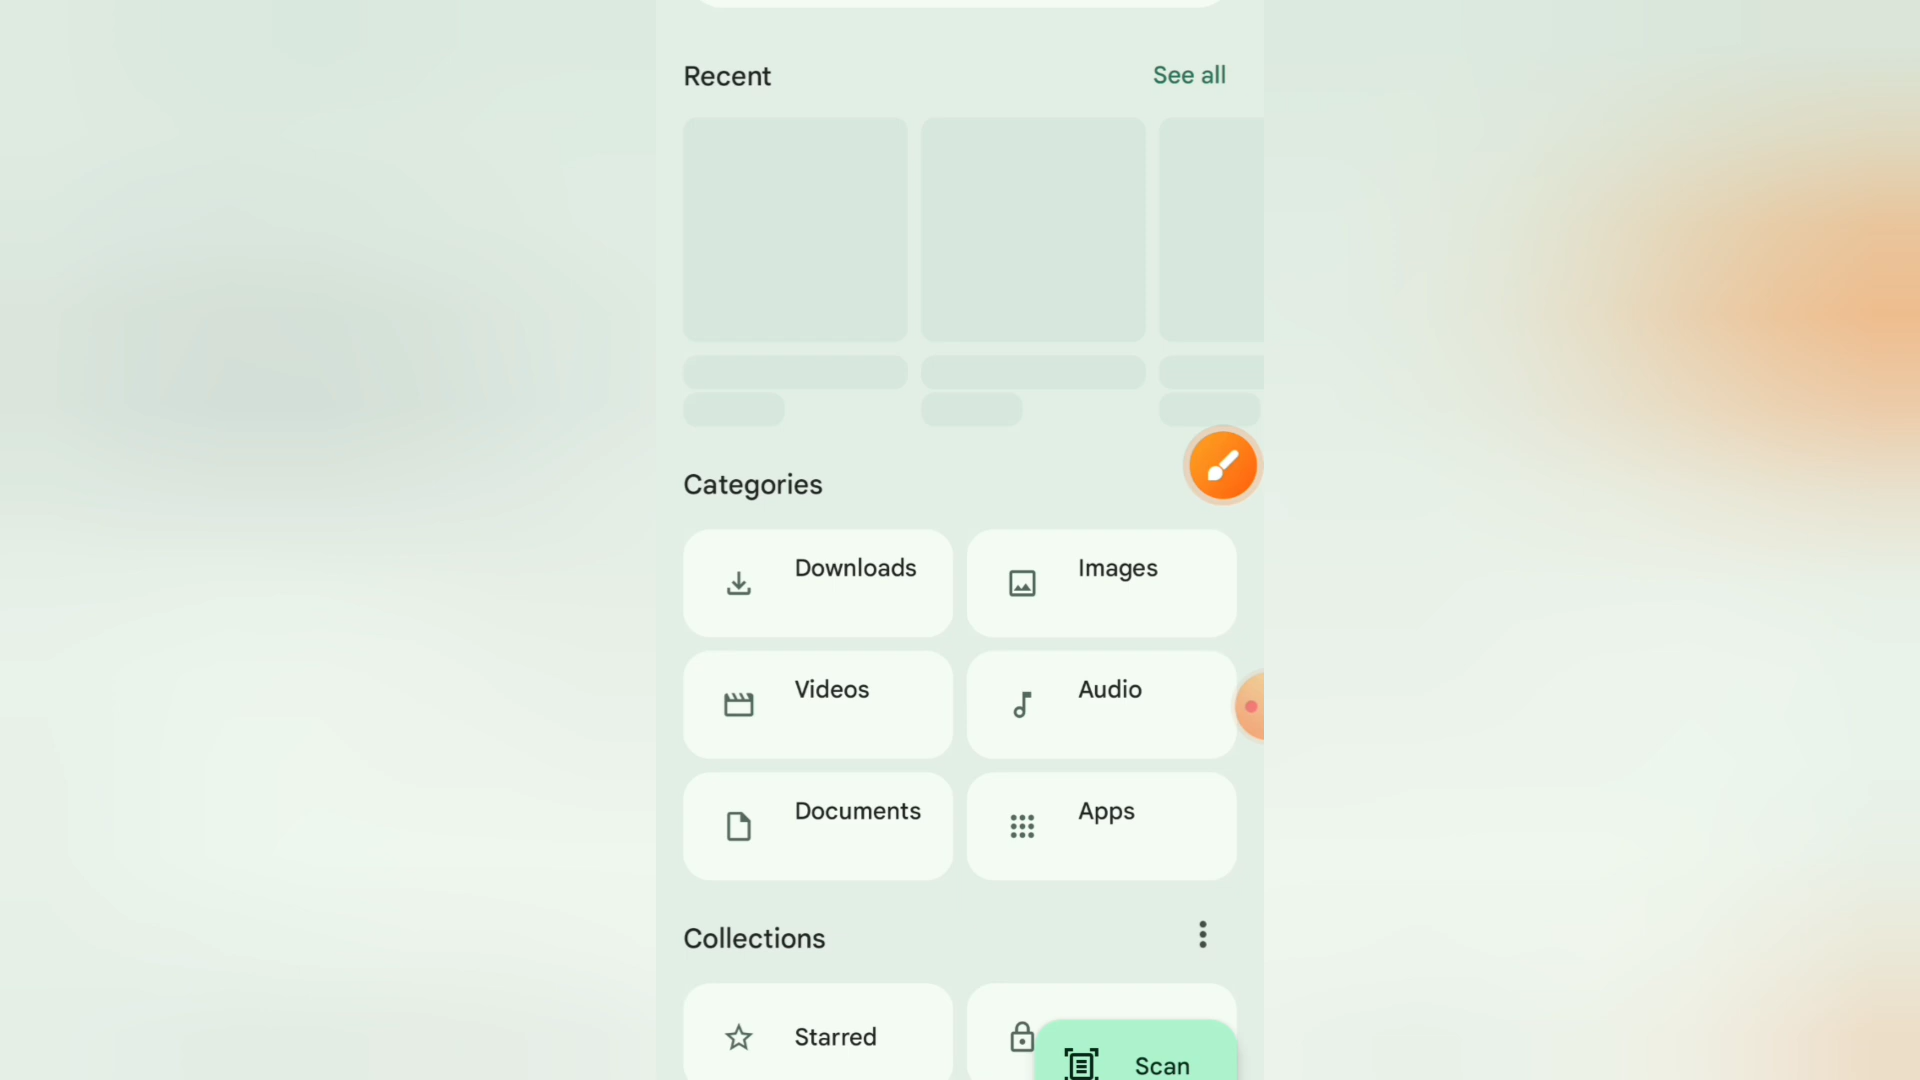 Recent
See all
Categories
Downloads
Images
Videos
Audio
Documents
Apps
Collections
Starred
Scan